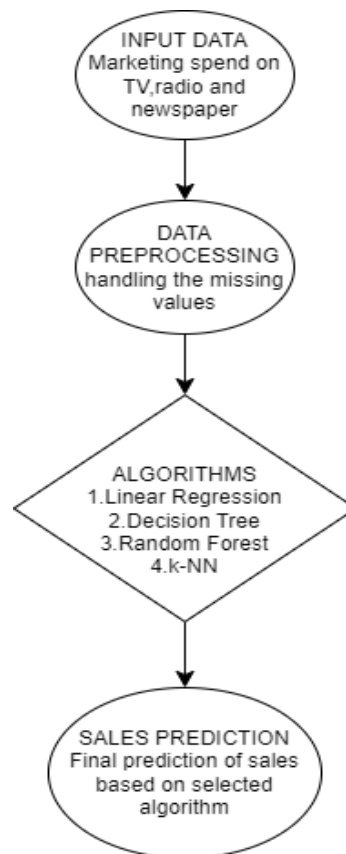 INPUT DATA
Marketing spend on
TV,radio and
newspaper
DATA
PREPROCESSING
handling the missing
values
ALGORITHMS
1.Linear Regression
2.Decision Tree
3.Random Forest
4.k-NN
SALES PREDICTION
Final prediction of sales
based on selected
algorithm